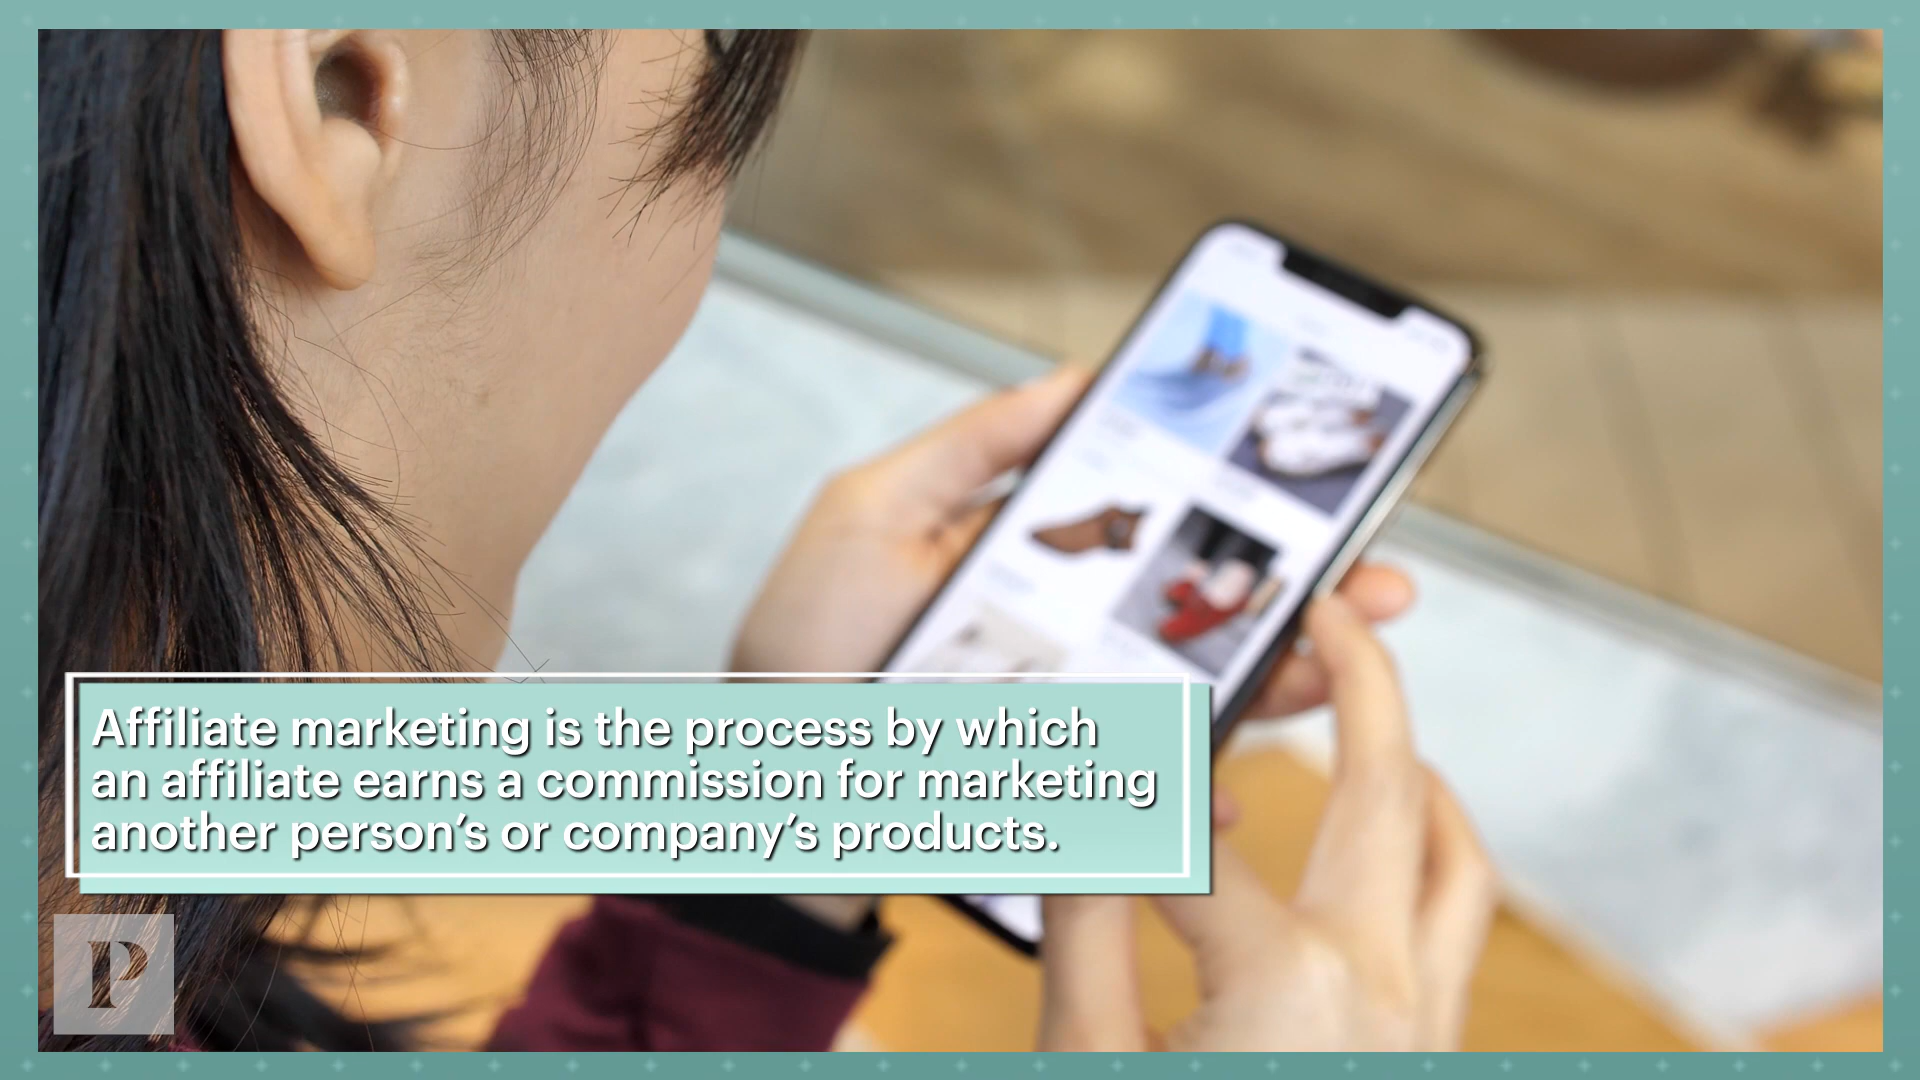 Affiliate marketing is the process by which
an affiliate earns a commission for marketing
another person's or company's products.
P